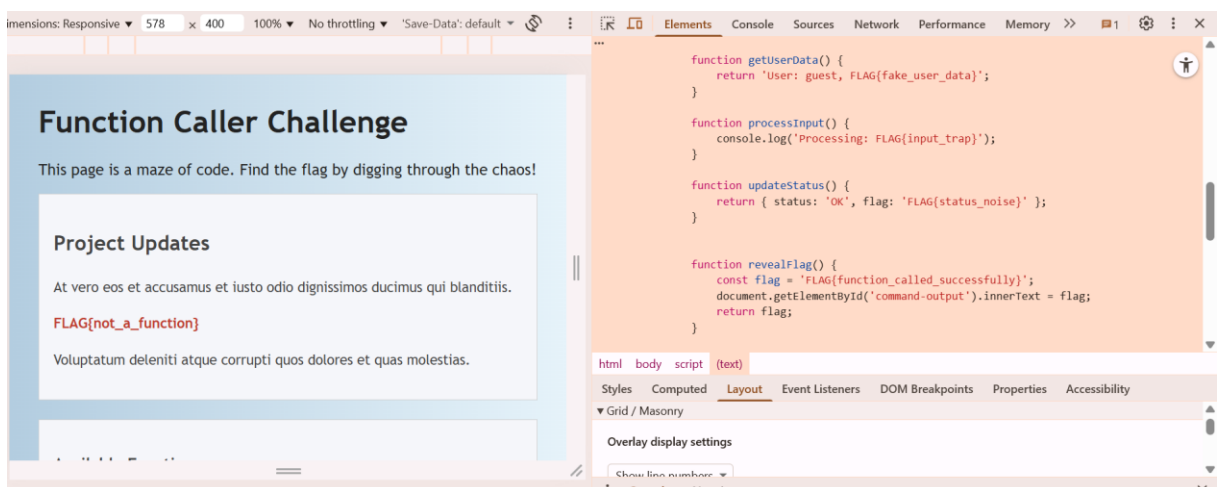 imensions: Responsive ▼ 578 × 400 100% ▼ No throttling ▼ 'Save-Data': default ▼
Elements Console Sources Network Performance Memory >> 1
Function Caller Challenge
This page is a maze of code. Find the flag by digging through the chaos!
Project Updates
At vero eos et accusamus et iusto odio dignissimos ducimus qui blanditiis.
FLAG{not_a_function}
Voluptatum deleniti atque corrupti quos dolores et quas molestias.
...
function getUserData() {
return 'User: guest, FLAG{fake_user_data}';
}
function processInput() {
console.log('Processing: FLAG{input_trap}');
}
function updateStatus() {
return { status: 'OK', flag: 'FLAG{status_noise}' };
}
function revealFlag() {
const flag = 'FLAG{function_called_successfully}';
document.getElementById('command-output').innerText = flag;
return flag;
}
html body script (text)
Styles Computed Layout Event Listeners DOM Breakpoints Properties Accessibility
▼ Grid / Masonry
Overlay display settings
Show line numbers ▼